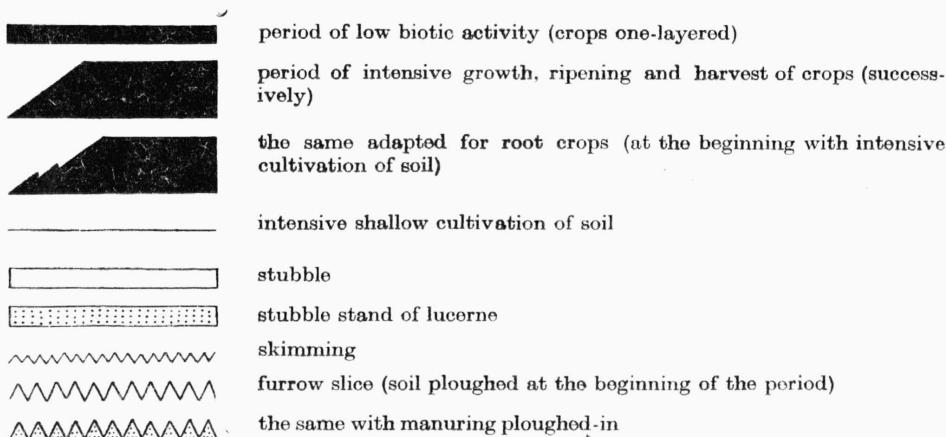 period of low biotic activity (crops one-layered)
period of intensive growth, ripening and harvest of crops (success-
ively)
the same adapted for root crops (at the beginning with intensive
cultivation of soil)
intensive shallow cultivation of soil
stubble
stubble stand of lucerne
skimming
furrow slice (soil ploughed at the beginning of the period)
the same with manuring ploughed-in